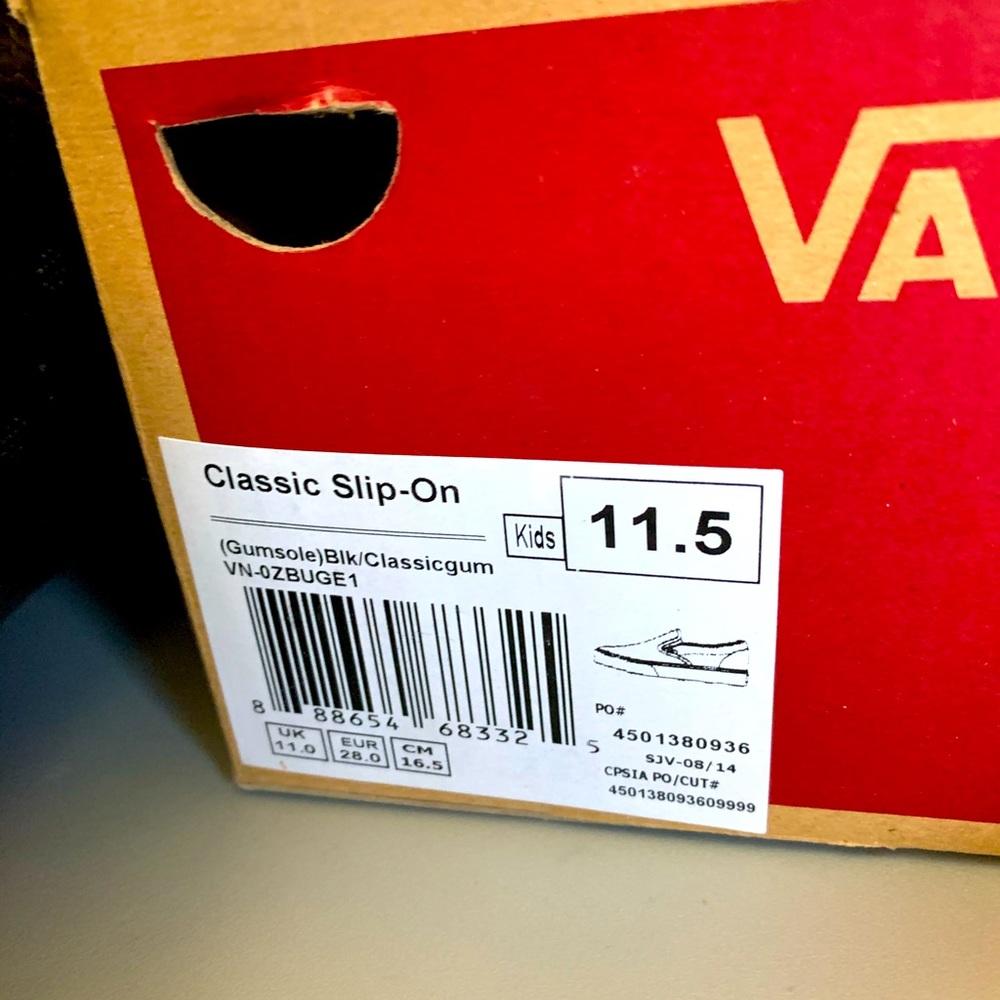 VA
Classic Slip-On
Kids
11.5
(Gumsole)Blk/Classicgum
VN-0ZBUGE1
8 88654 68332 5
UK
11.0
EUR
28.0
CM
16.5
PO#
4501380936
SJV-08/14
CPSIA PO/CUT#
450138093609999